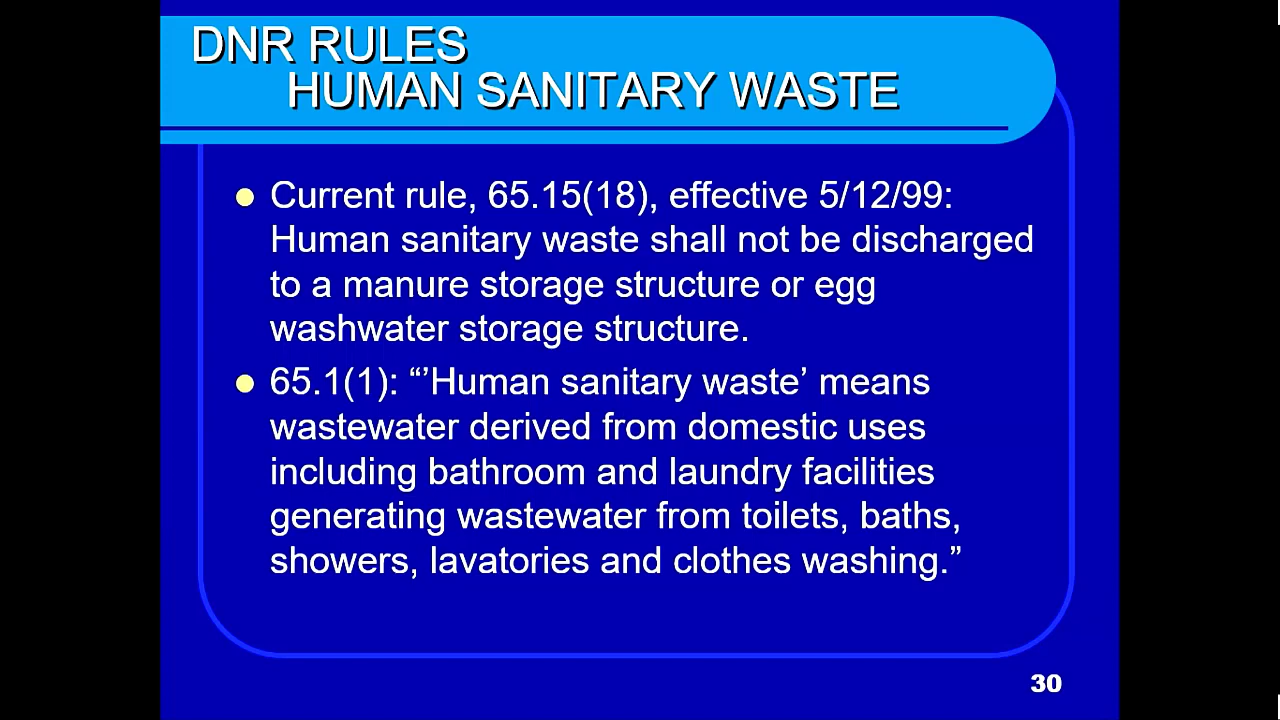 DNR RULES
HUMAN SANITARY WASTE
Current rule, 65.15(18), effective 5/12/99:
Human sanitary waste shall not be discharged
to a manure storage structure or egg
washwater storage structure.
65.1(1): “’Human sanitary waste’ means
wastewater derived from domestic uses
including bathroom and laundry facilities
generating wastewater from toilets, baths,
showers, lavatories and clothes washing.”
30